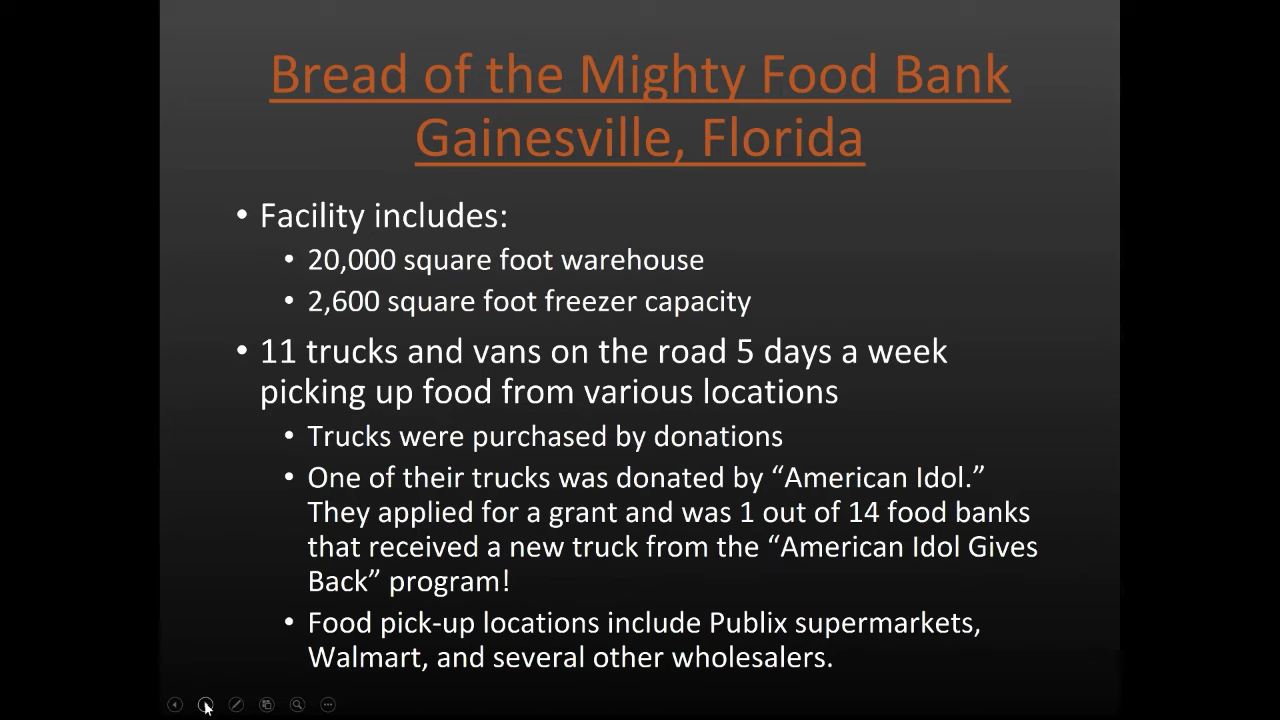 Bread of the Mighty Food Bank
Gainesville, Florida
• Facility includes:
• 20,000 square foot warehouse
• 2,600 square foot freezer capacity
• 11 trucks and vans on the road 5 days a week
picking up food from various locations
• Trucks were purchased by donations
• One of their trucks was donated by “American Idol.”
They applied for a grant and was 1 out of 14 food banks
that received a new truck from the “American Idol Gives
Back” program!
• Food pick-up locations include Publix supermarkets,
Walmart, and several other wholesalers.